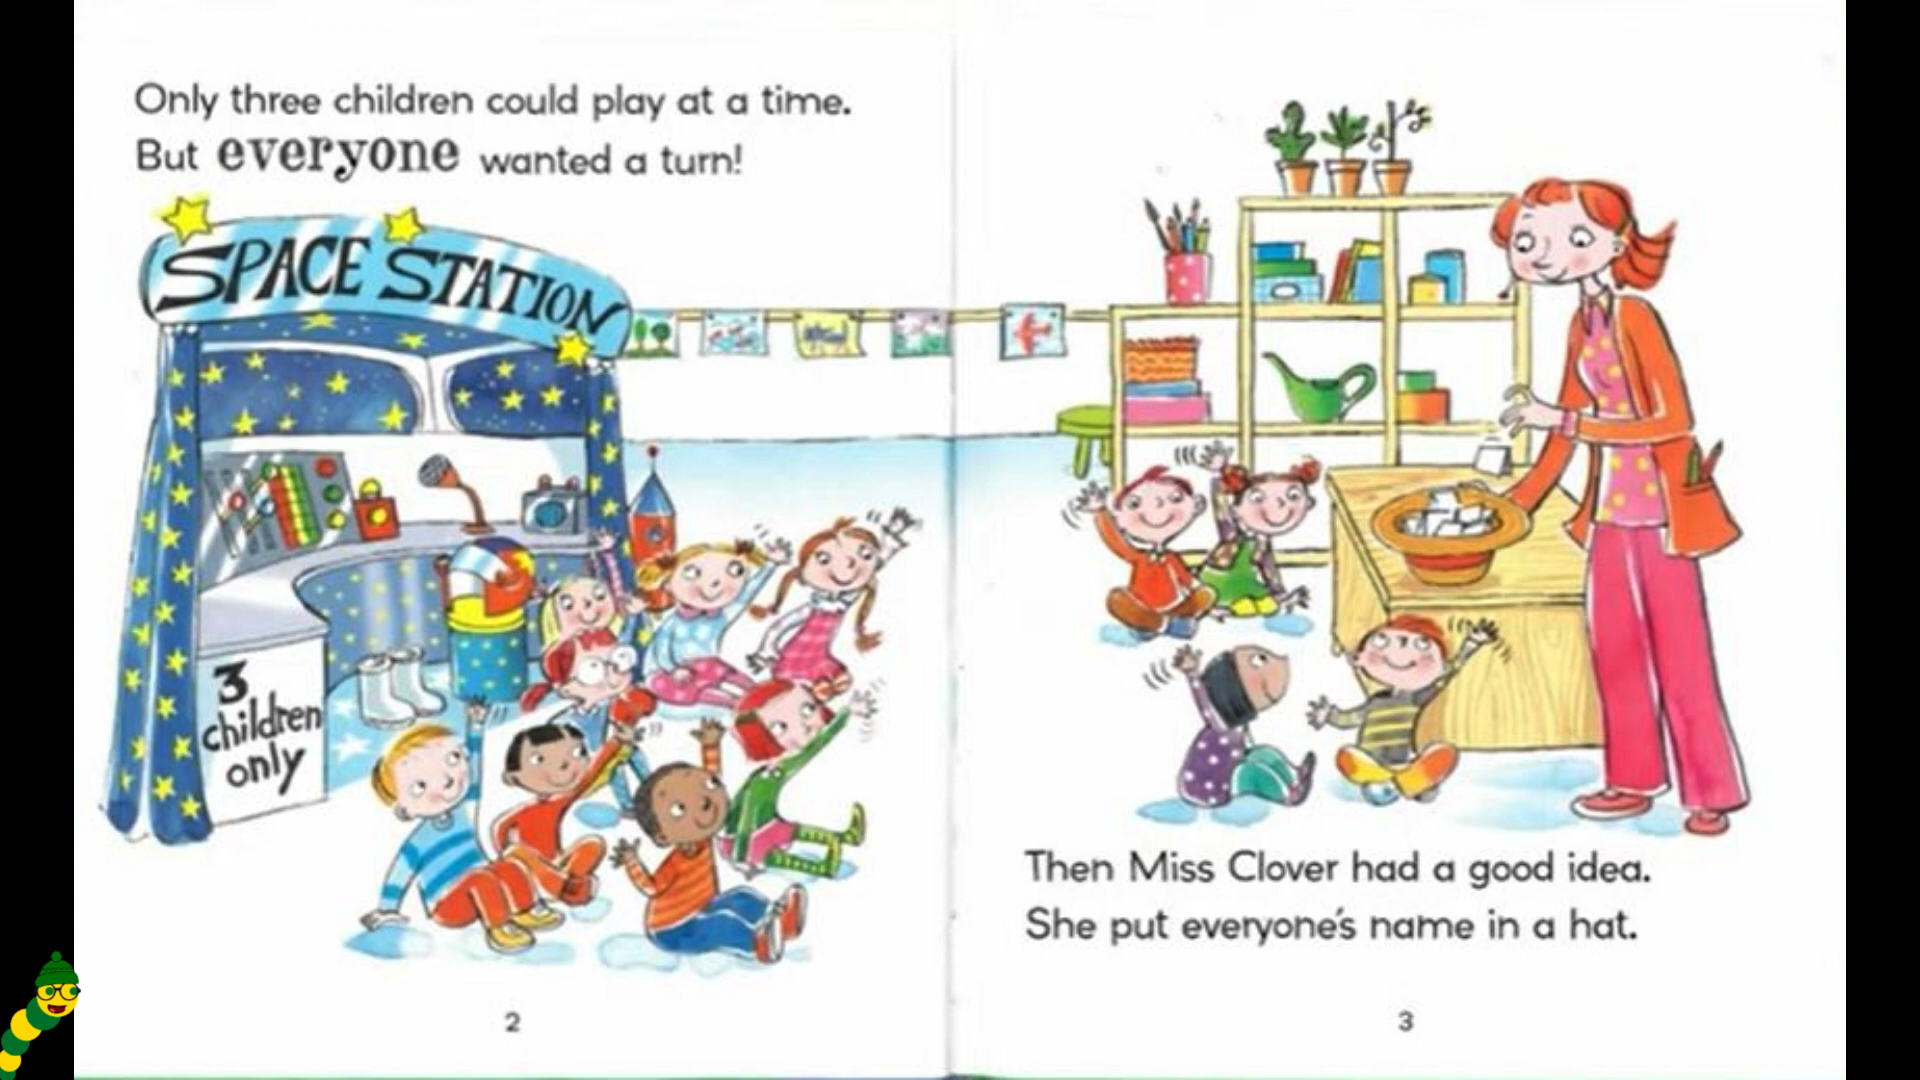 Only three children could play at a time.
But everyone wanted a turn!
SPACE STATION
3
children
only
2
Then Miss Clover had a good idea.
She put everyone's name in a hat.
3